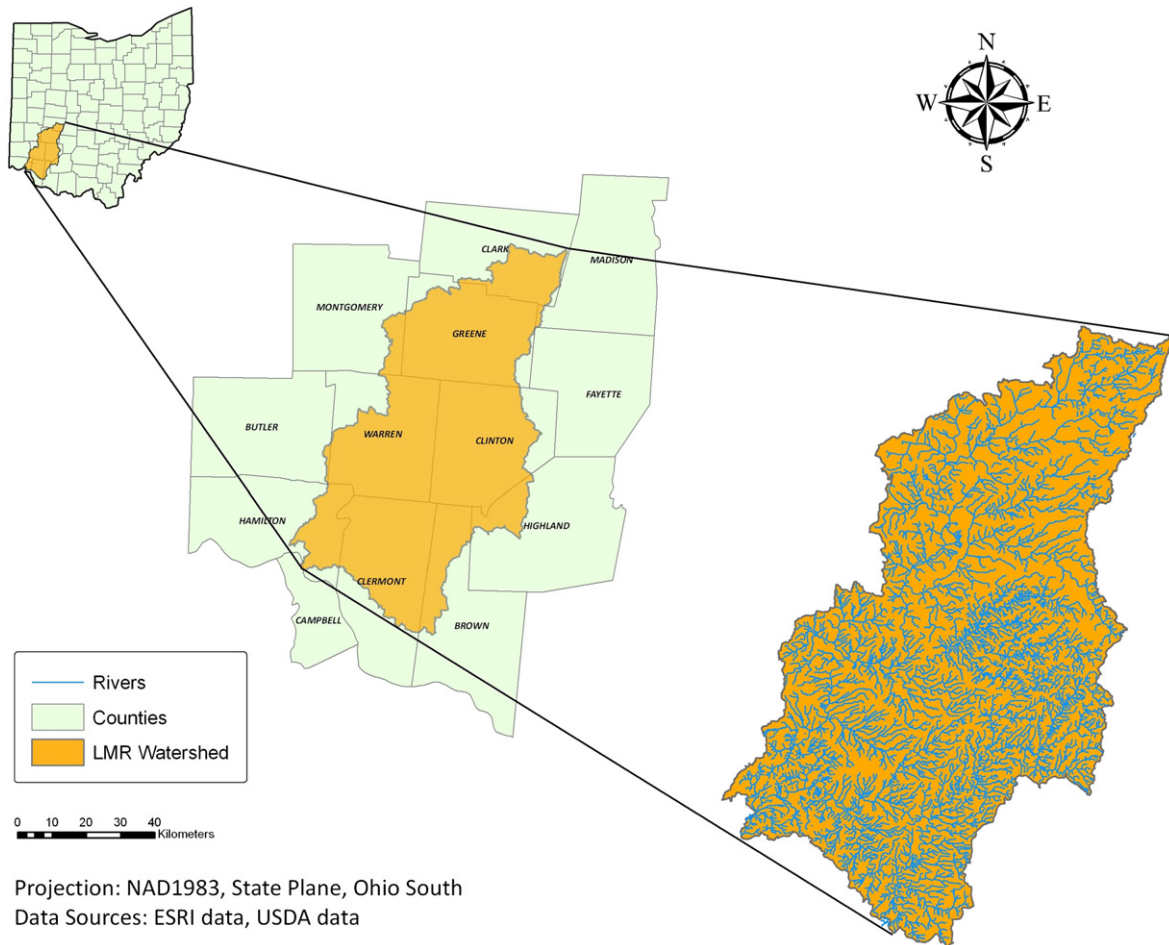 N
W E
S
CLARK
MADISON
MONTGOMERY
GREENE
FAYETTE
BUTLER
WARREN
CLINTON
HAMILTON
HIGHLAND
CLERMONT
CAMPBELL
BROWN
Rivers
Counties
LMR Watershed
0 10 20 40
Kilometers
Projection: NAD1983, State Plane, Ohio South
Data Sources: ESRI data, USDA data